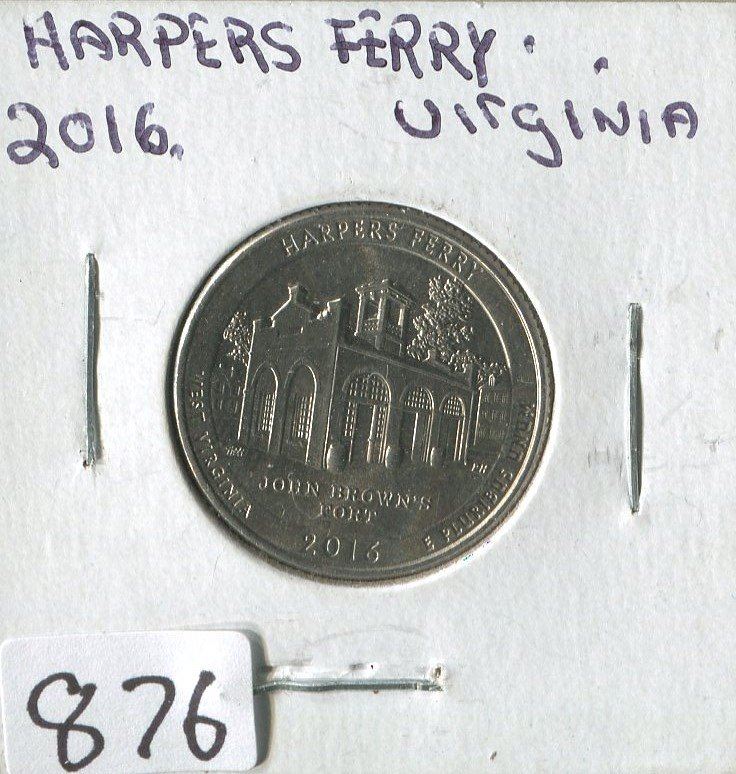 HARPERS FERRY.
2016. VIRGINIA
HARPERS FERRY
WEST VIRGINIA
JOHN BROWN'S
FORT
2016
E PLURIBUS UNUM
876